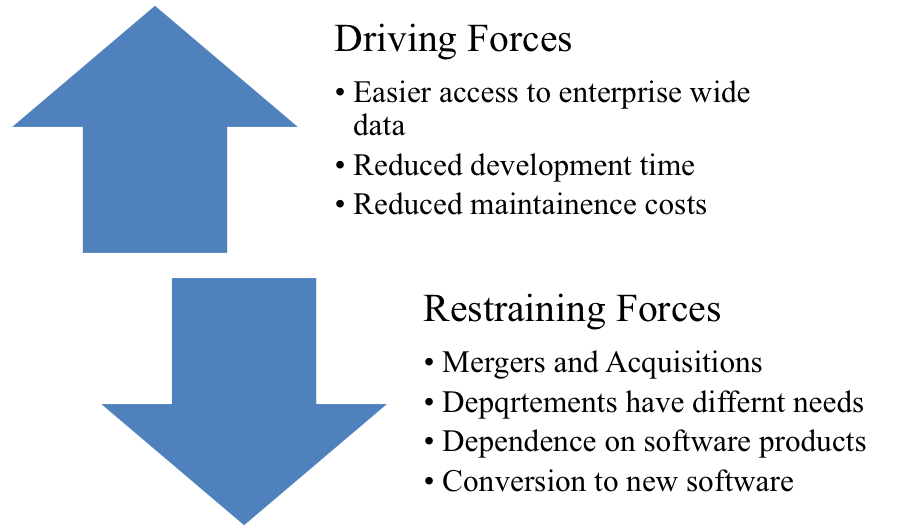 Driving Forces
• Easier access to enterprise wide
data
• Reduced development time
• Reduced maintainence costs
Restraining Forces
• Mergers and Acquisitions
• Depqrtements have differnt needs
• Dependence on software products
• Conversion to new software